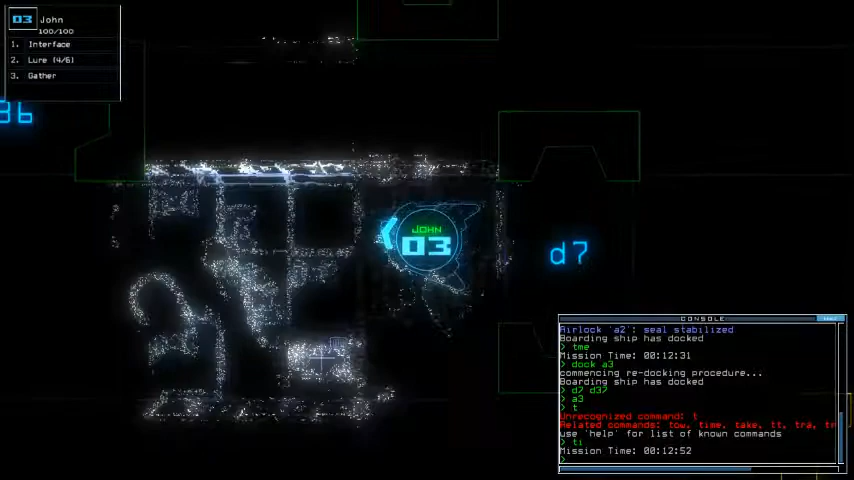 03 John
100/100
1. Interface
2. Lure (4/6)
3. Gather
36
JOHN
03
d7
CONSOLE
Airlock 'a2': seal stabilized
Boarding ship has docked
> tme
Mission Time: 00:12:31
> dock a3
commencing re-docking procedure...
Boarding ship has docked
> d7 d37
> a3
> t
Unrecognized command: t
Related commands: tow, time, take, tt, tra, tr
use 'help' for list of known commands
> ti
Mission Time: 00:12:52
>